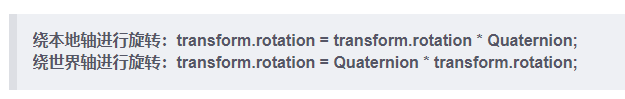 绕本地轴进行旋转：transform.rotation = transform.rotation * Quaternion;
绕世界轴进行旋转：transform.rotation = Quaternion * transform.rotation;